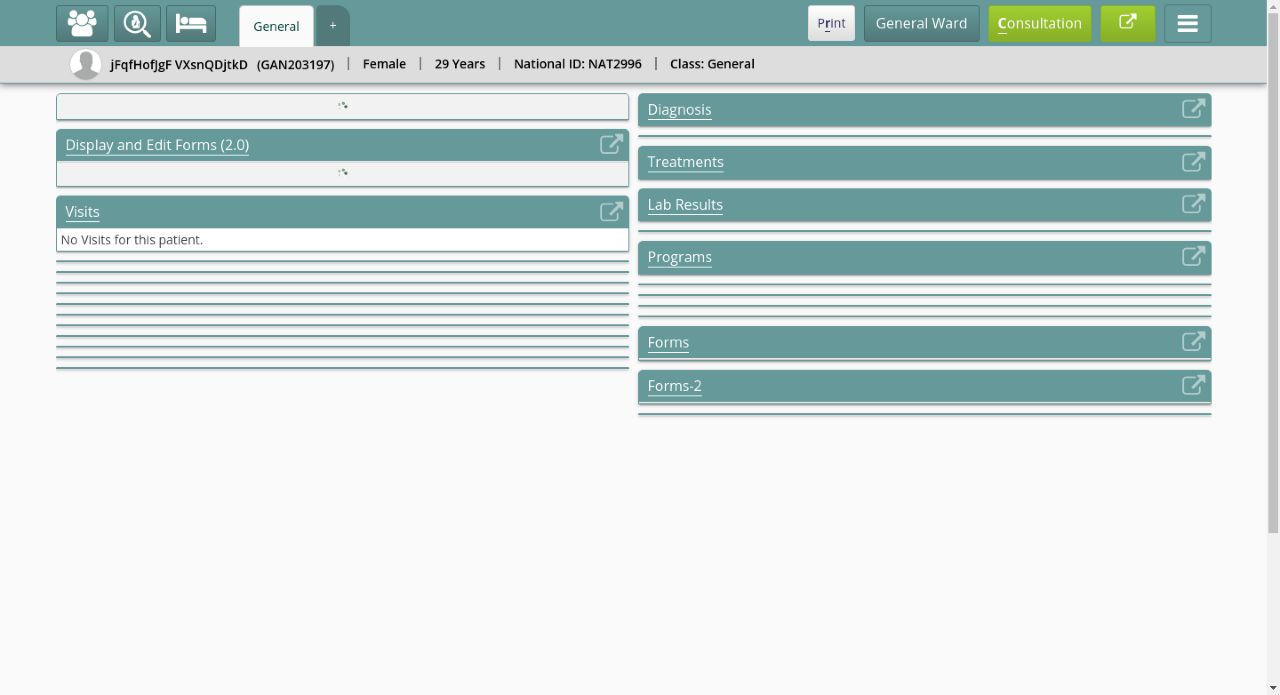 General
+
Print
General Ward
Consultation
jFqfHofJgF VXsnQDjtkD (GAN203197) | Female | 29 Years | National ID: NAT2996 | Class: General
Display and Edit Forms (2.0)
Visits
No Visits for this patient.
Diagnosis
Treatments
Lab Results
Programs
Forms
Forms-2